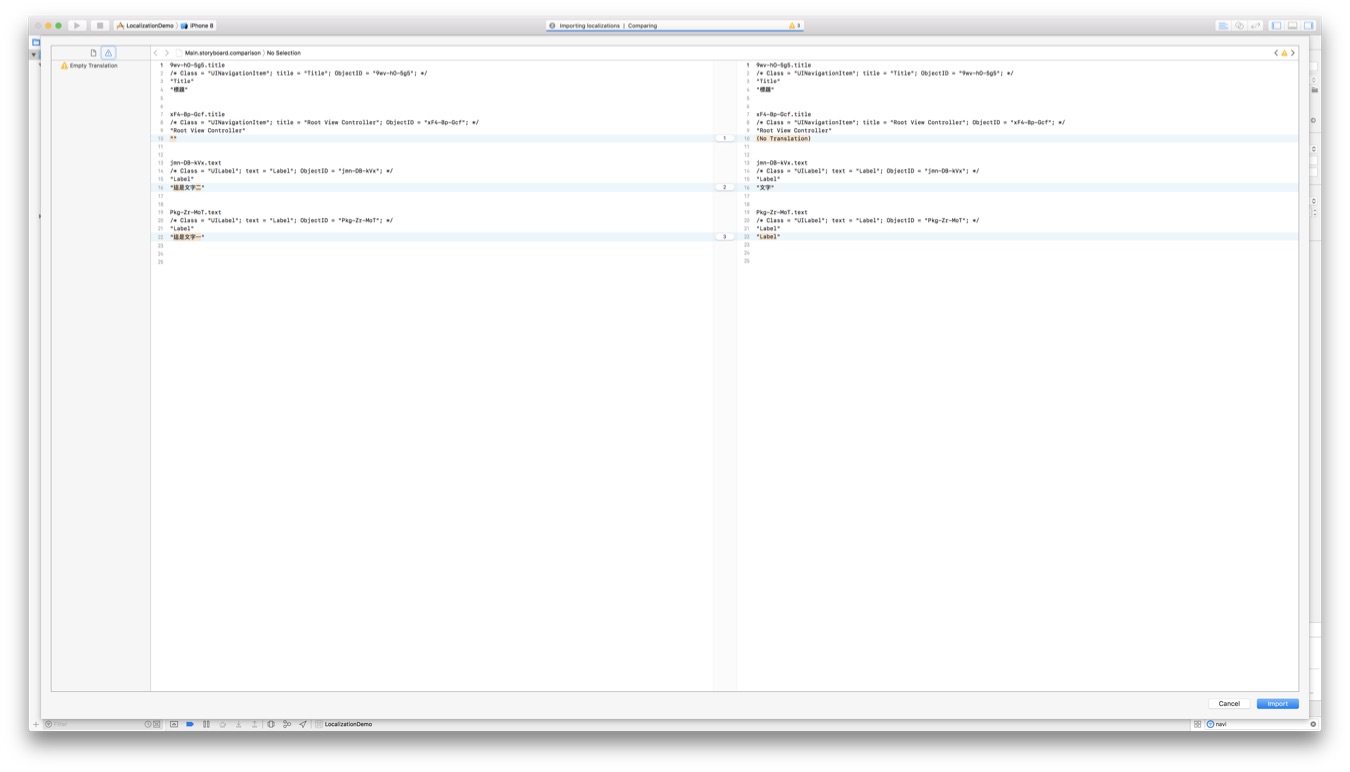 LocalizationDemo 〉 iPhone 8
Importing localizations | Comparing
Main.storyboard.comparison 〉 No Selection
Empty Translation
1 9wv-hO-5g5.title
2 /* Class = "UINavigationItem"; title = "Title"; ObjectID = "9wv-hO-5g5"; */
3 "Title"
4 "標題"
5
6
7 xF4-Bp-Gcf.title
8 /* Class = "UINavigationItem"; title = "Root View Controller"; ObjectID = "xF4-Bp-Gcf"; */
9 "Root View Controller"
10 ""
11
12
13 jmn-DB-kVx.text
14 /* Class = "UILabel"; text = "Label"; ObjectID = "jmn-DB-kVx"; */
15 "Label"
16 "這是文字二"
17
18
19 Pkg-Zr-MoT.text
20 /* Class = "UILabel"; text = "Label"; ObjectID = "Pkg-Zr-MoT"; */
21 "Label"
22 "這是文字一"
23
24
25
1
2
3
1 9wv-hO-5g5.title
2 /* Class = "UINavigationItem"; title = "Title"; ObjectID = "9wv-hO-5g5"; */
3 "Title"
4 "標題"
5
6
7 xF4-Bp-Gcf.title
8 /* Class = "UINavigationItem"; title = "Root View Controller"; ObjectID = "xF4-Bp-Gcf"; */
9 "Root View Controller"
10 (No Translation)
11
12
13 jmn-DB-kVx.text
14 /* Class = "UILabel"; text = "Label"; ObjectID = "jmn-DB-kVx"; */
15 "Label"
16 "文字"
17
18
19 Pkg-Zr-MoT.text
20 /* Class = "UILabel"; text = "Label"; ObjectID = "Pkg-Zr-MoT"; */
21 "Label"
22 "Label"
23
24
25
Cancel
Import
Filter
LocalizationDemo
navi